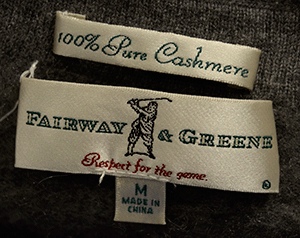 100% Pure Cashmere
FAIRWAY & GREENE
Respect for the game.
M
MADE IN
CHINA
®